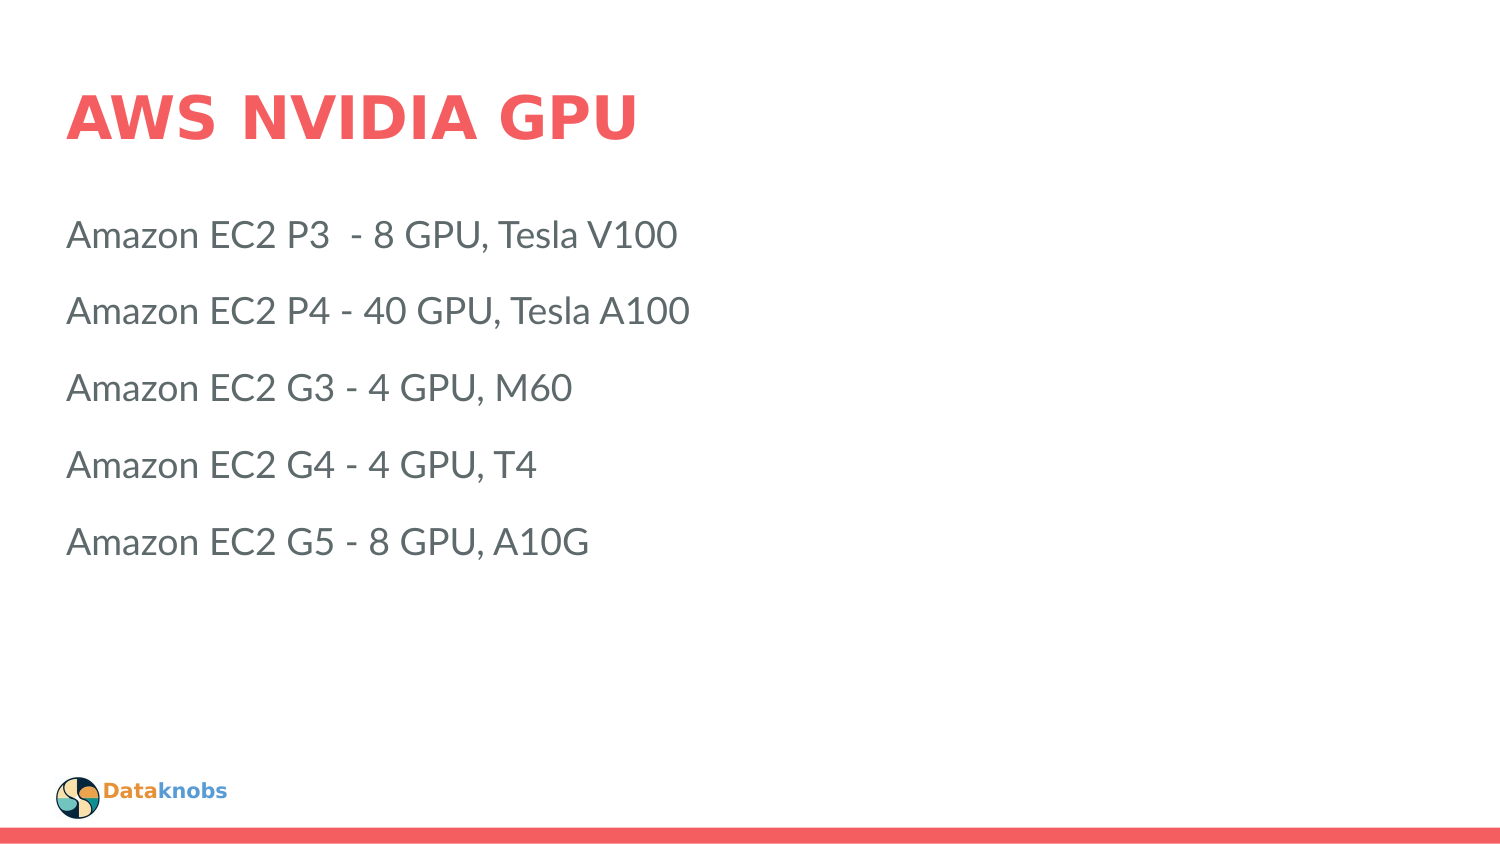 AWS NVIDIA GPU
Amazon EC2 P3  - 8 GPU, Tesla V100
Amazon EC2 P4 - 40 GPU, Tesla A100
Amazon EC2 G3 - 4 GPU, M60
Amazon EC2 G4 - 4 GPU, T4
Amazon EC2 G5 - 8 GPU, A10G
Dataknobs